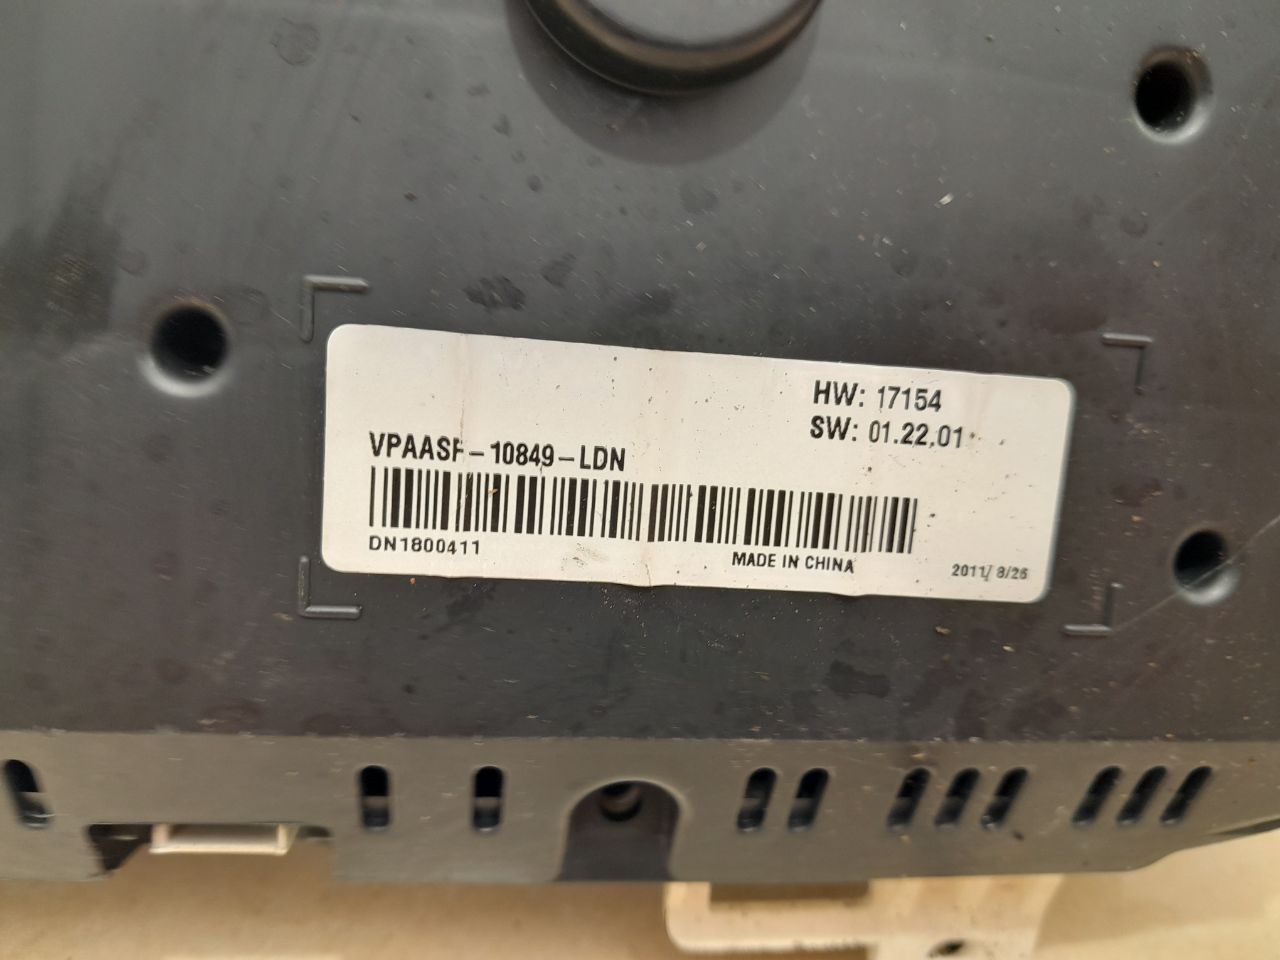 HW: 17154
SW: 01.22.01
VPAASF-10849-LDN
DN1800411
MADE IN CHINA
2011/ 8/26